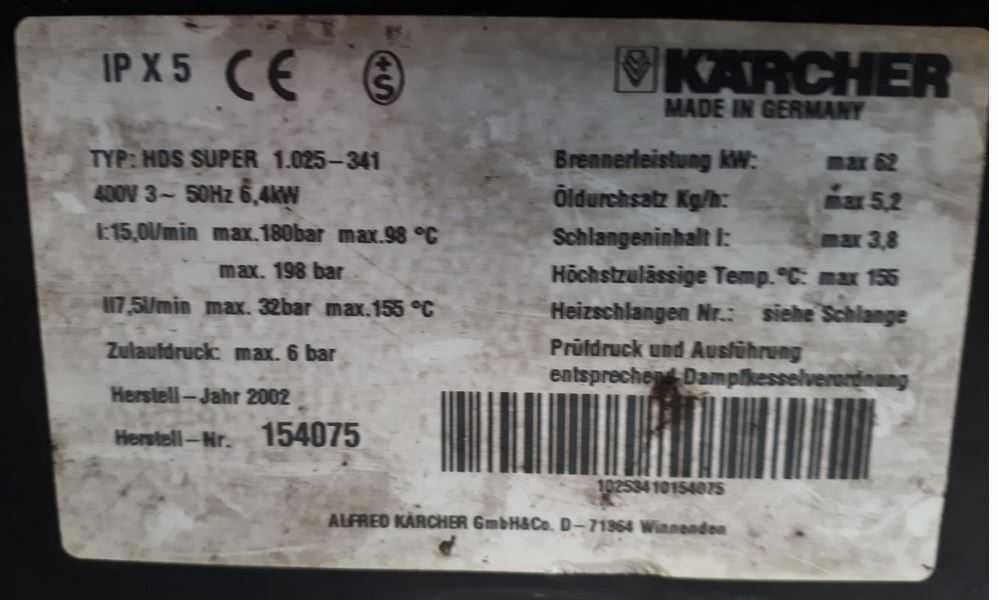 IP X 5 CE +S
KÄRCHER
MADE IN GERMANY
TYP: HDS SUPER 1.025-341
400V 3~ 50Hz 6,4kW
I:15,0l/min max.180bar max.98 °C
max. 198 bar
II7,5l/min max. 32bar max.155 °C
Zulaufdruck: max. 6 bar
Herstell-Jahr 2002
Herstell-Nr. 154075
Brennerleistung kW: max 62
Öldurchsatz Kg/h: max 5,2
Schlangeninhalt l: max 3,8
Höchstzulässige Temp.°C: max 155
Heizschlangen Nr.: siehe Schlange
Prüfdruck und Ausführung
entsprechend Dampfkesselverordnung
10253410154075
ALFRED KÄRCHER GmbH&Co. D-71364 Winnenden